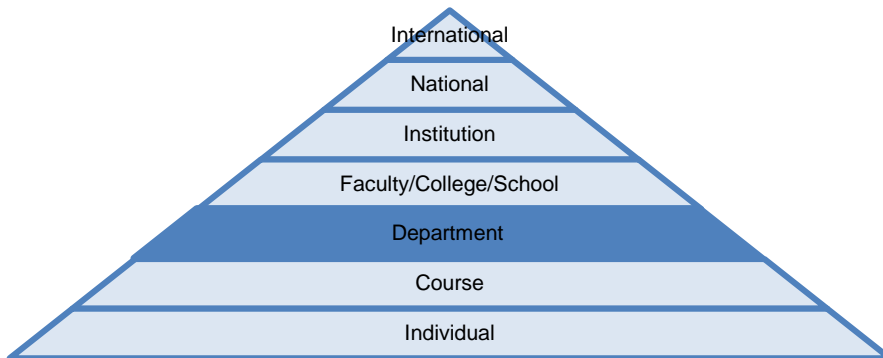 International
National
Institution
Faculty/College/School
Department
Course
Individual